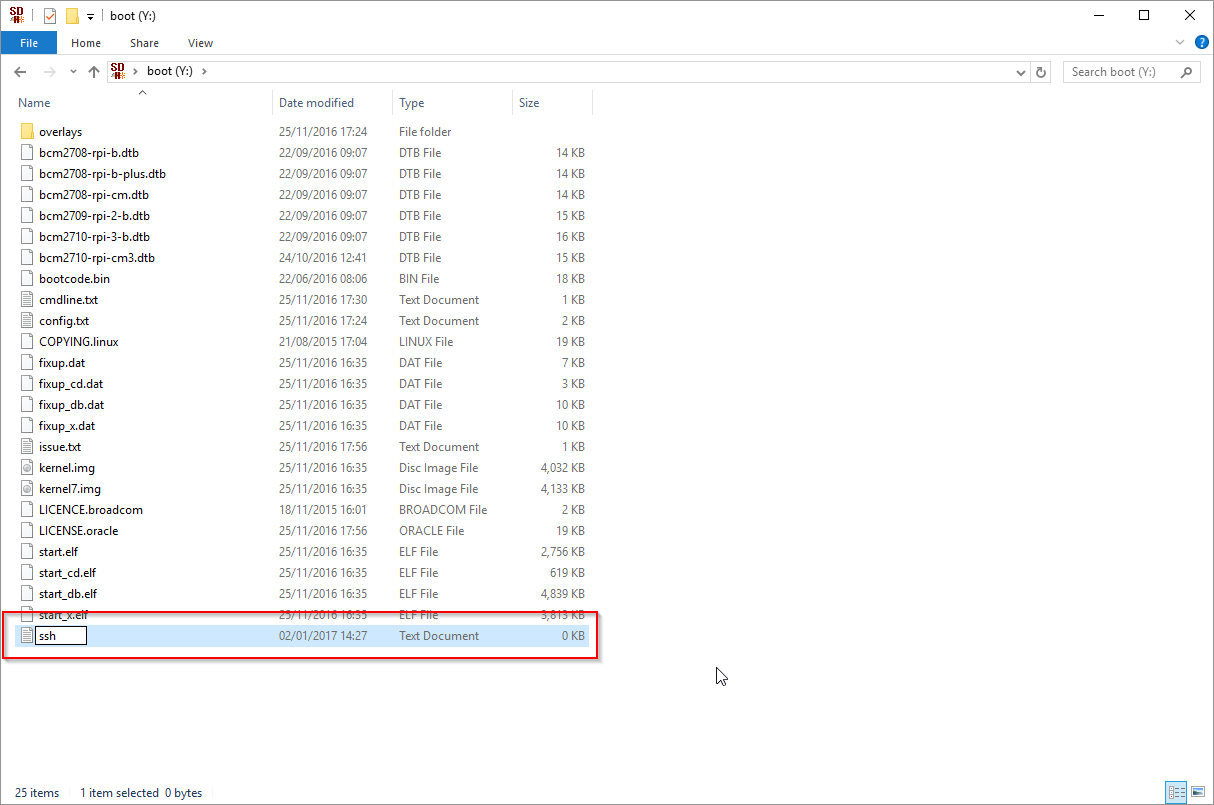 SD boot (Y:)
File Home Share View ?
SD boot (Y:) Search boot (Y:)
Name Date modified Type Size
overlays 25/11/2016 17:24 File folder
bcm2708-rpi-b.dtb 22/09/2016 09:07 DTB File 14 KB
bcm2708-rpi-b-plus.dtb 22/09/2016 09:07 DTB File 14 KB
bcm2708-rpi-cm.dtb 22/09/2016 09:07 DTB File 14 KB
bcm2709-rpi-2-b.dtb 22/09/2016 09:07 DTB File 15 KB
bcm2710-rpi-3-b.dtb 22/09/2016 09:07 DTB File 16 KB
bcm2710-rpi-cm3.dtb 24/10/2016 12:41 DTB File 15 KB
bootcode.bin 22/06/2016 08:06 BIN File 18 KB
cmdline.txt 25/11/2016 17:30 Text Document 1 KB
config.txt 25/11/2016 17:24 Text Document 2 KB
COPYING.linux 21/08/2015 17:04 LINUX File 19 KB
fixup.dat 25/11/2016 16:35 DAT File 7 KB
fixup_cd.dat 25/11/2016 16:35 DAT File 3 KB
fixup_db.dat 25/11/2016 16:35 DAT File 10 KB
fixup_x.dat 25/11/2016 16:35 DAT File 10 KB
issue.txt 25/11/2016 17:56 Text Document 1 KB
kernel.img 25/11/2016 16:35 Disc Image File 4,032 KB
kernel7.img 25/11/2016 16:35 Disc Image File 4,133 KB
LICENCE.broadcom 18/11/2015 16:01 BROADCOM File 2 KB
LICENSE.oracle 25/11/2016 17:56 ORACLE File 19 KB
start.elf 25/11/2016 16:35 ELF File 2,756 KB
start_cd.elf 25/11/2016 16:35 ELF File 619 KB
start_db.elf 25/11/2016 16:35 ELF File 4,839 KB
start_x.elf 25/11/2016 16:35 ELF File 3,813 KB
ssh 02/01/2017 14:27 Text Document 0 KB
25 items 1 item selected 0 bytes